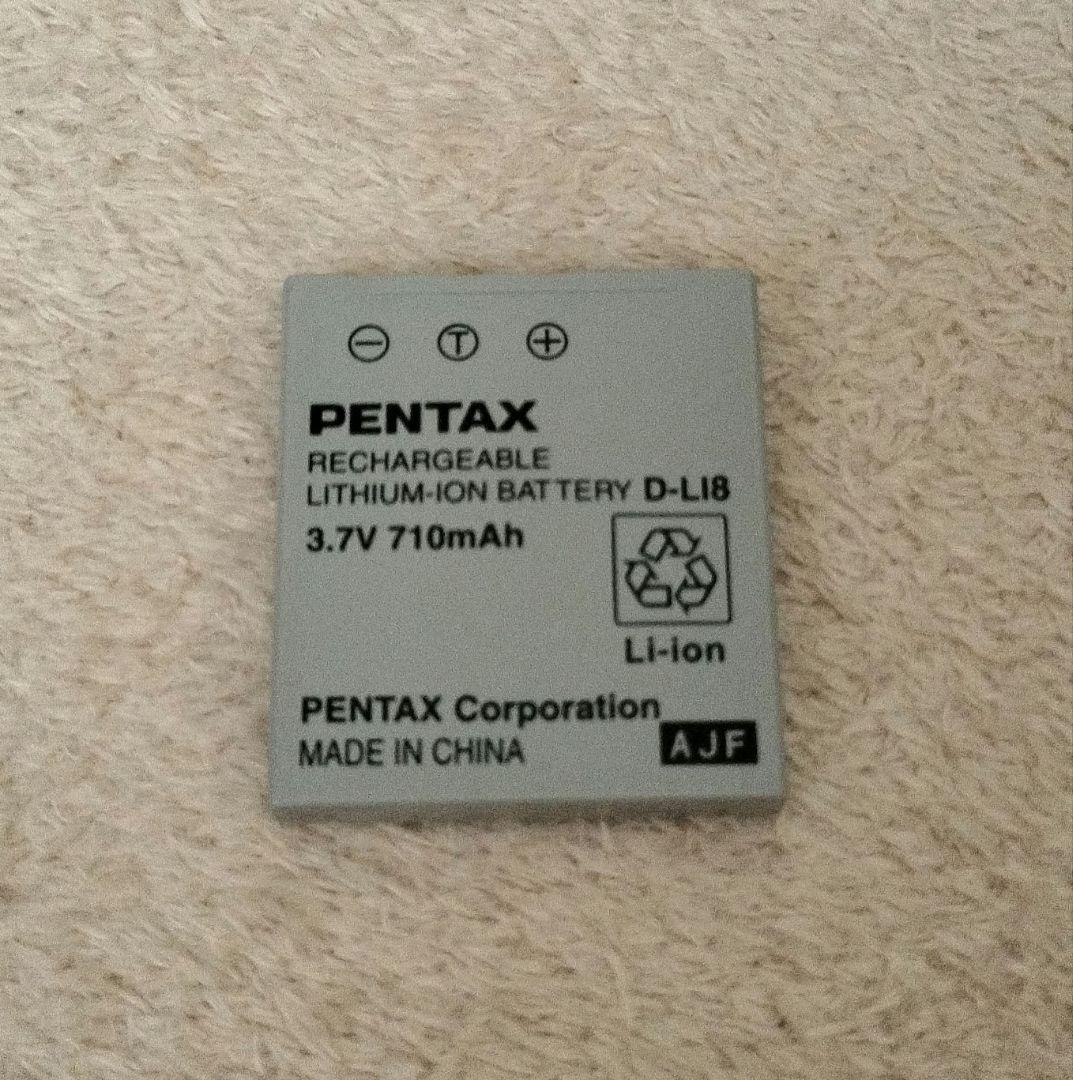 ⊖ Ⓣ ⊕
PENTAX
RECHARGEABLE
LITHIUM-ION BATTERY D-LI8
3.7V 710mAh
Li-ion
PENTAX Corporation
MADE IN CHINA AJF